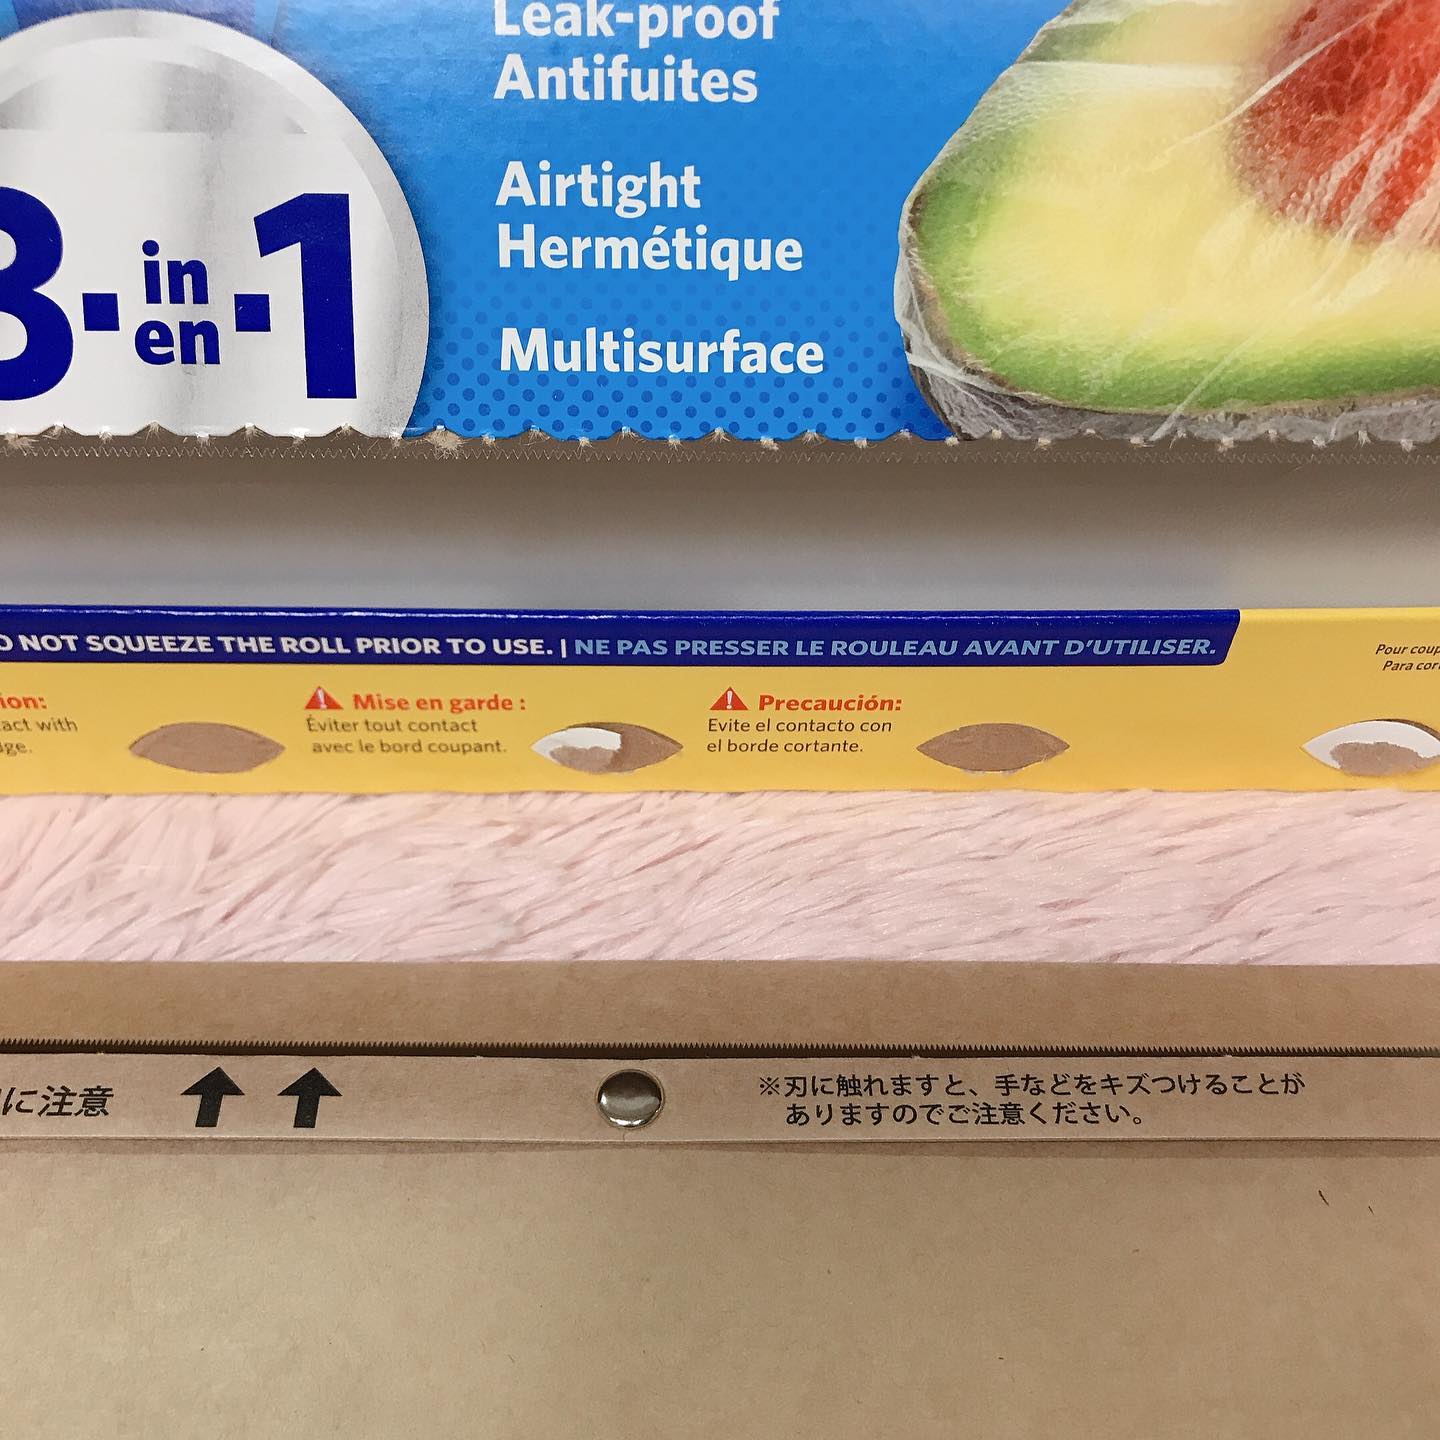 Leak-proof
Antifuites
Airtight
Hermétique
Multisurface
3-in-1
en
NOT SQUEEZE THE ROLL PRIOR TO USE. | NE PAS PRESSER LE ROULEAU AVANT D'UTILISER.
with
Mise en garde :
Éviter tout contact
avec le bord coupant.
Precaución:
Evite el contacto con
el borde cortante.
Pour
Para
に注意
※刃に触れますと、手などをキズつけることが
ありますのでご注意ください。